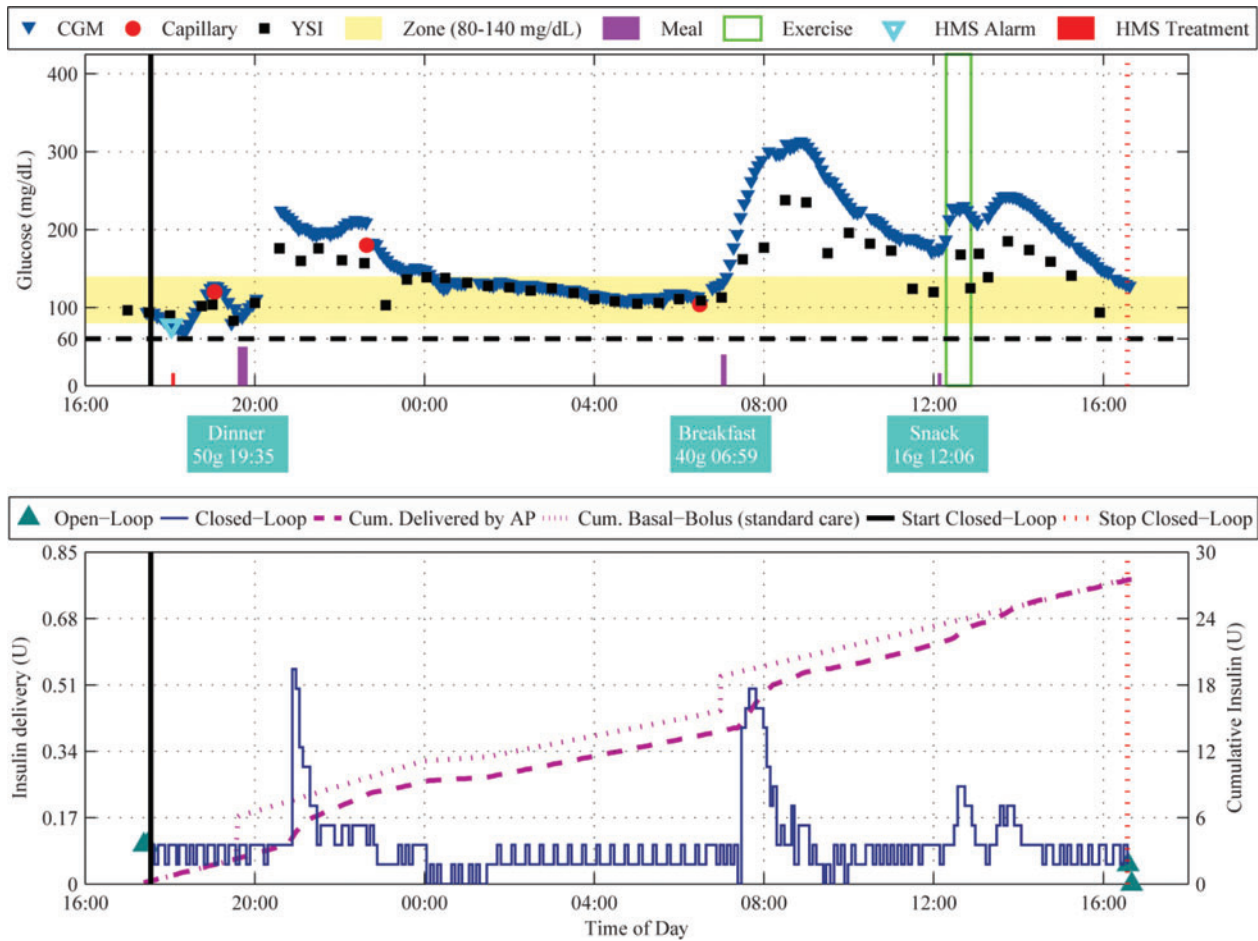 CGM Capillary YSI Zone (80-140 mg/dL) Meal Exercise HMS Alarm HMS Treatment
Glucose (mg/dL)
400
300
200
100
60
0
16:00 20:00 00:00 04:00 08:00 12:00 16:00
Dinner
50g 19:35
Breakfast
40g 06:59
Snack
16g 12:06
Open-Loop Closed-Loop Cum. Delivered by AP Cum. Basal-Bolus (standard care) Start Closed-Loop Stop Closed-Loop
Insulin delivery (U)
0.85
0.68
0.51
0.34
0.17
0
30
24
18
12
6
0
Cumulative Insulin (U)
16:00 20:00 00:00 04:00 08:00 12:00 16:00
Time of Day